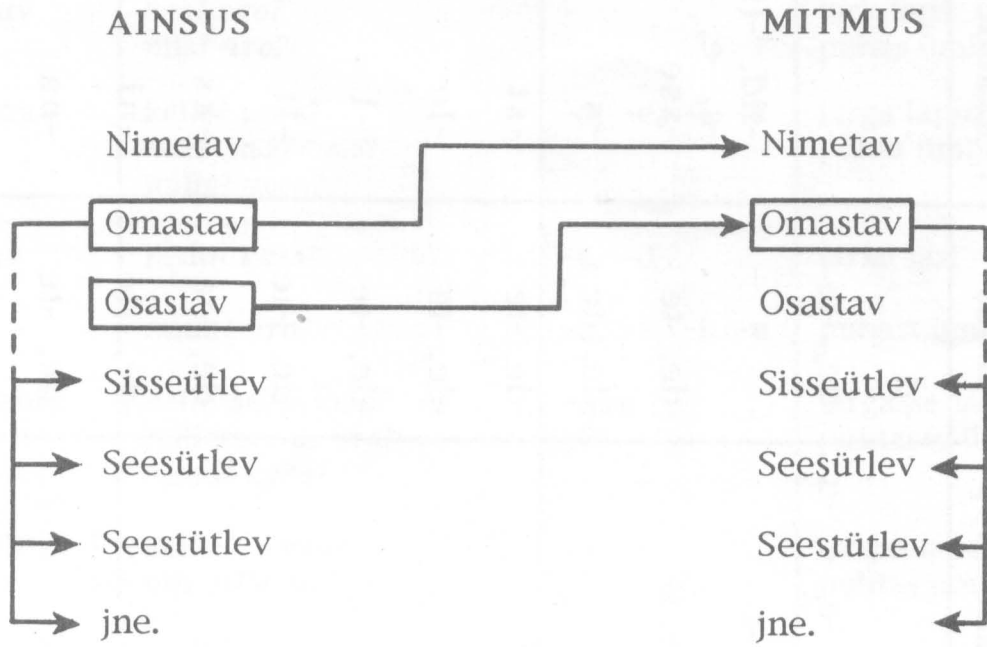 AINSUS MITMUS
Nimetav Nimetav
Omastav Omastav
Osastav Osastav
Sisseütlev Sisseütlev
Seesütlev Seesütlev
Seestütlev Seestütlev
jne. jne.